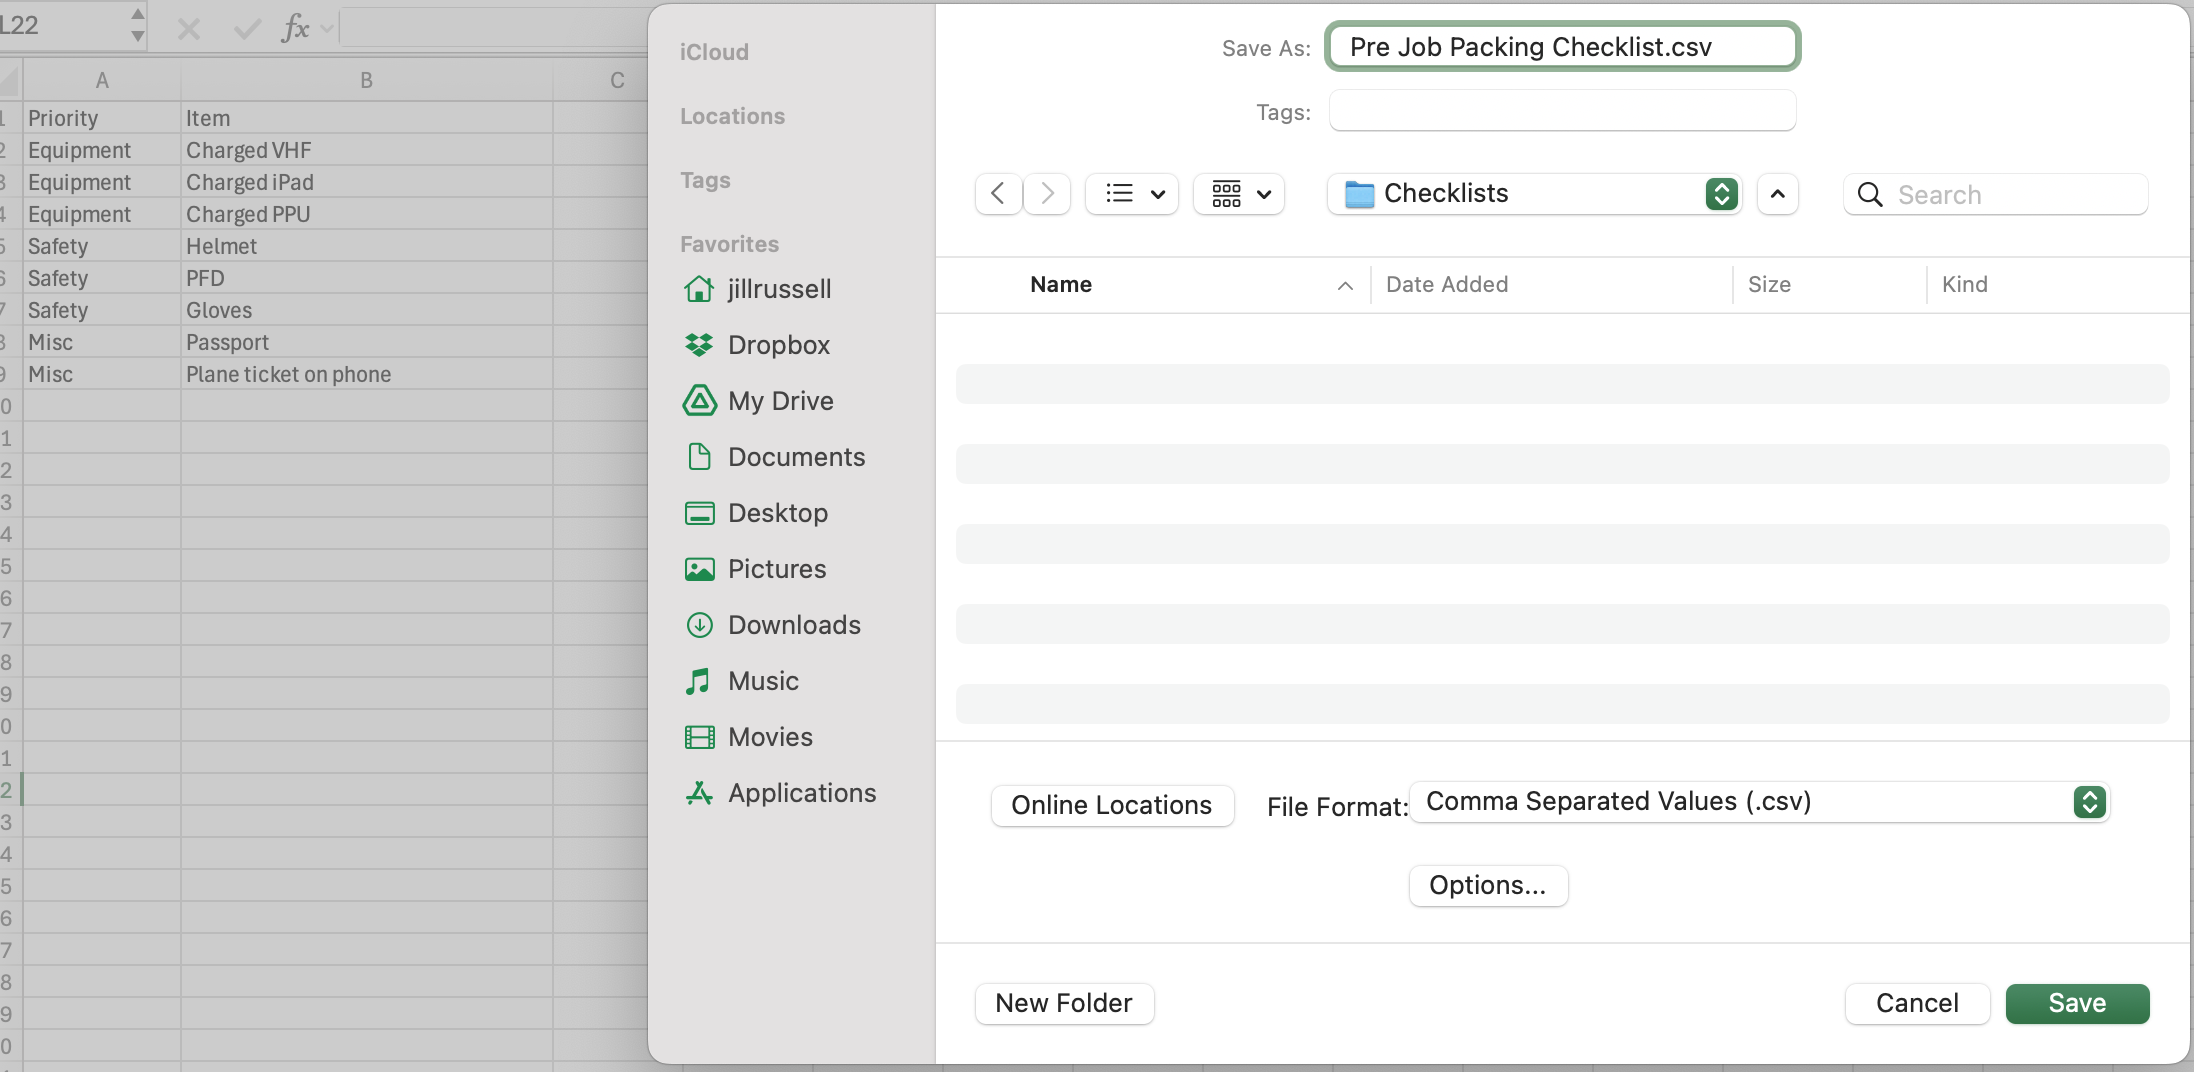 L22
fx
A B C
1 Priority Item
2 Equipment Charged VHF
3 Equipment Charged iPad
4 Equipment Charged PPU
5 Safety Helmet
6 Safety PFD
7 Safety Gloves
8 Misc Passport
9 Misc Plane ticket on phone
0
1
2
3
4
5
6
7
8
9
0
1
2
3
4
5
6
7
8
9
0
iCloud
Locations
Tags
Favorites
jillrussell
Dropbox
My Drive
Documents
Desktop
Pictures
Downloads
Music
Movies
Applications
Save As: Pre Job Packing Checklist.csv
Tags:
Checklists
Search
Name Date Added Size Kind
Online Locations File Format: Comma Separated Values (.csv)
Options...
New Folder Cancel Save